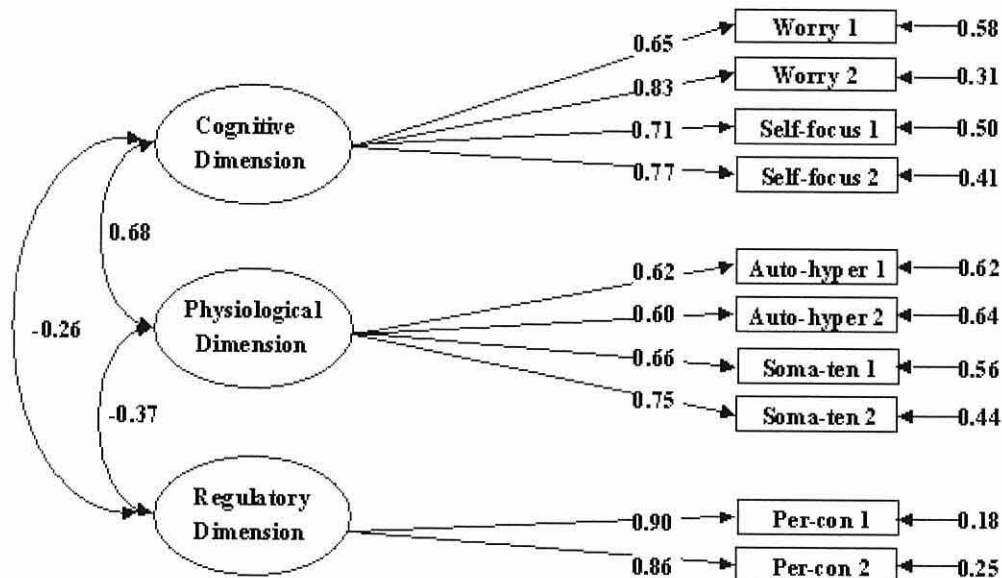 Worry 1
0.58
0.65
Worry 2
0.31
0.83
Cognitive
Dimension
Self-focus 1
0.50
0.71
Self-focus 2
0.41
0.77
0.68
Auto-hyper 1
0.62
0.62
Physiological
Dimension
Auto-hyper 2
0.64
0.60
-0.26
Soma-ten 1
0.56
0.66
Soma-ten 2
0.44
0.75
-0.37
Regulatory
Dimension
Per-con 1
0.18
0.90
Per-con 2
0.25
0.86